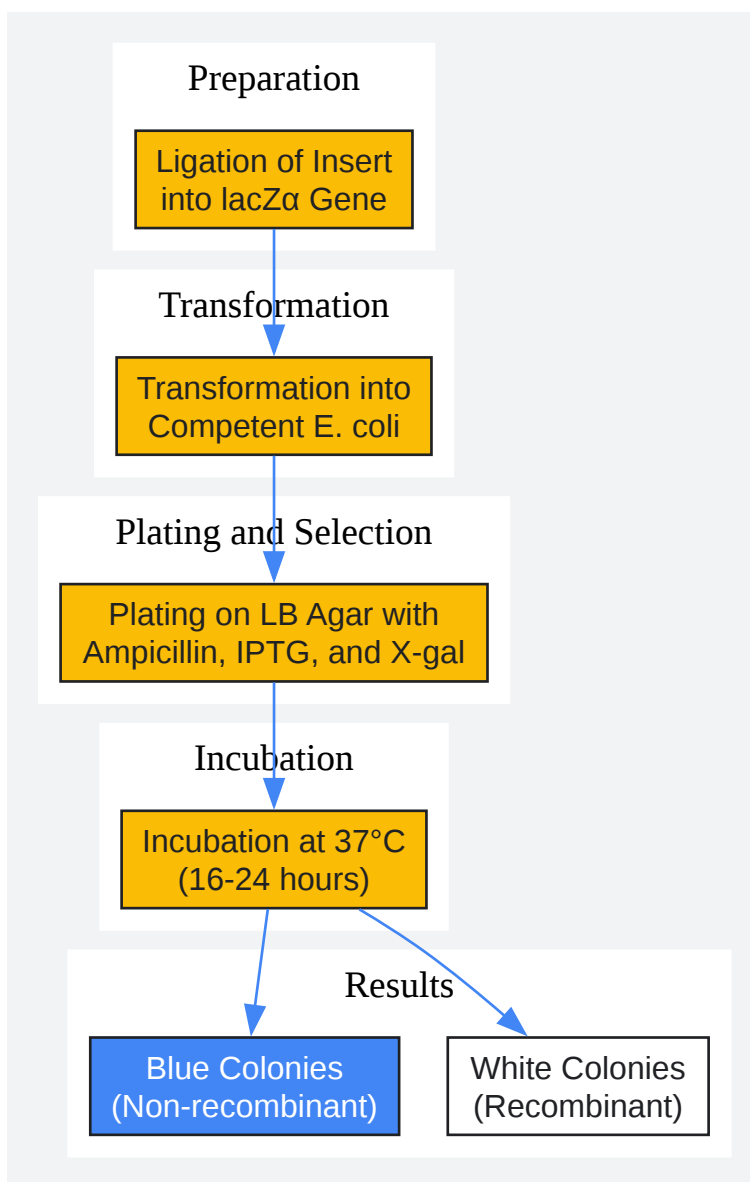 Preparation
Ligation of Insert
into lacZα Gene
Transformation
Transformation into
Competent E. coli
Plating and Selection
Plating on LB Agar with
Ampicillin, IPTG, and X-gal
Incubation
Incubation at 37°C
(16-24 hours)
Results
Blue Colonies
(Non-recombinant)
White Colonies
(Recombinant)